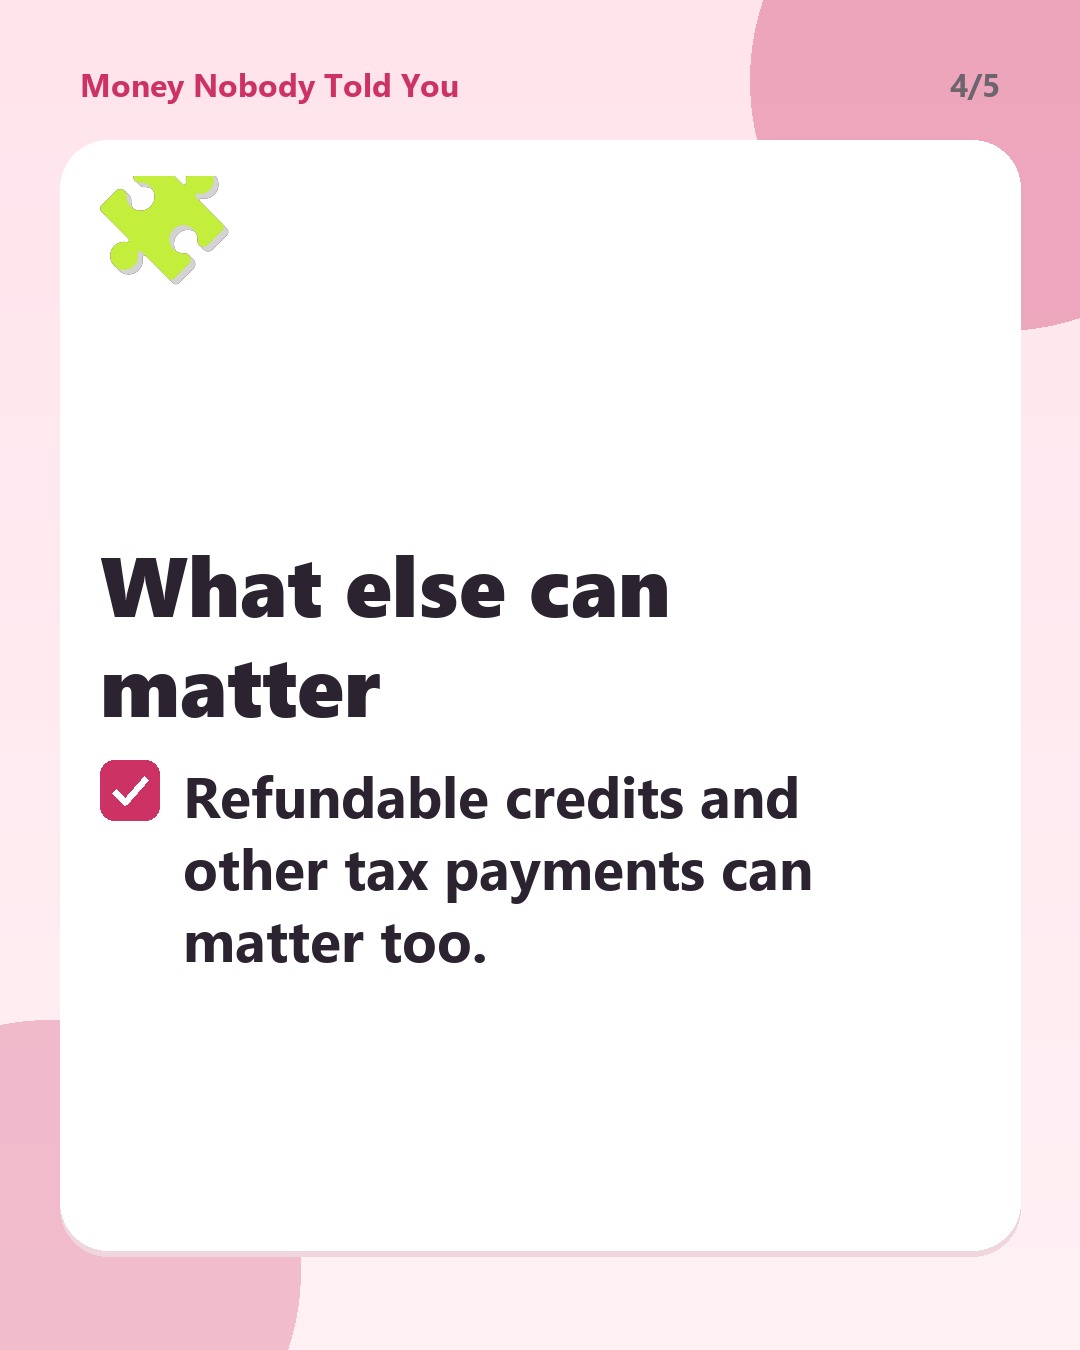 Money Nobody Told You
4/5
What else can
matter
Refundable credits and
other tax payments can
matter too.